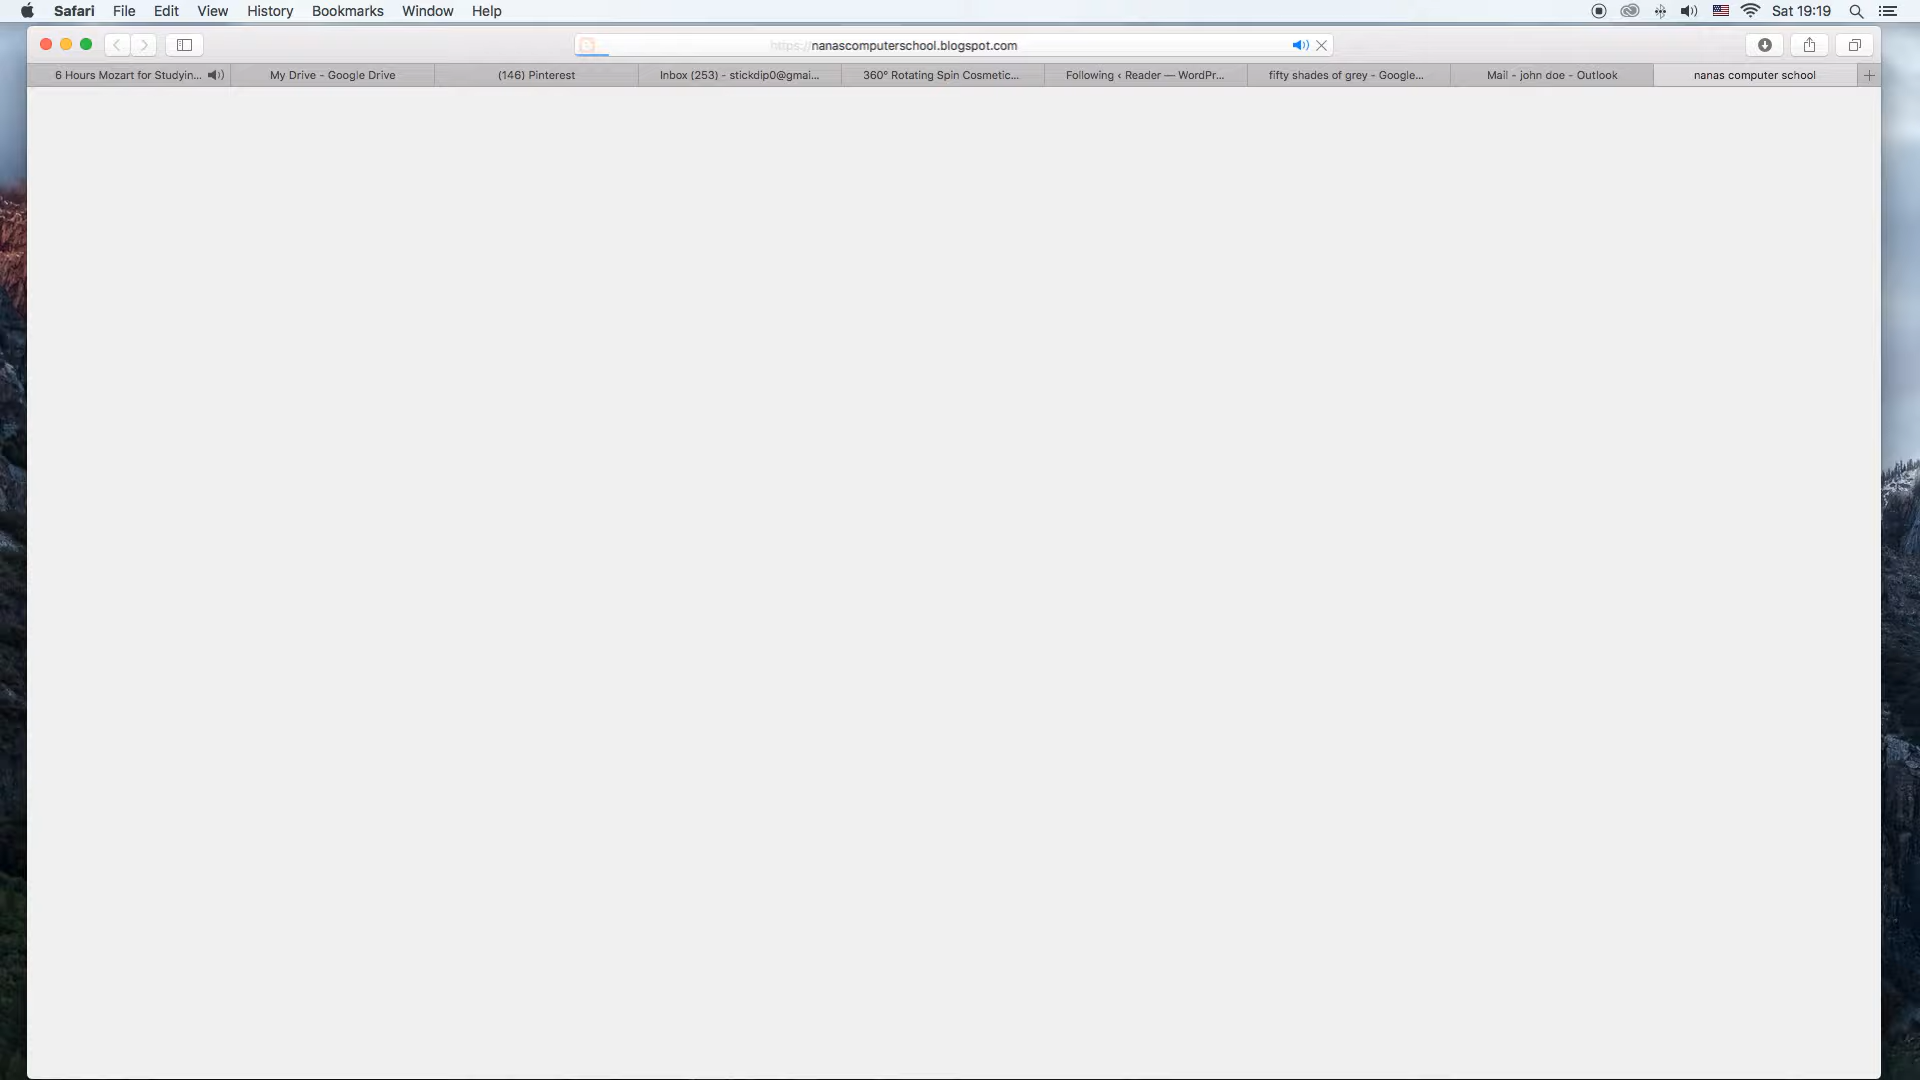 Safari File Edit View History Bookmarks Window Help Sat 19:19
https://nanascomputerschool.blogspot.com
6 Hours Mozart for Studyin... My Drive - Google Drive (146) Pinterest Inbox (253) - stickdip0@gmai... 360° Rotating Spin Cosmetic... Following ‹ Reader — WordPr... fifty shades of grey - Google... Mail - john doe - Outlook nanas computer school